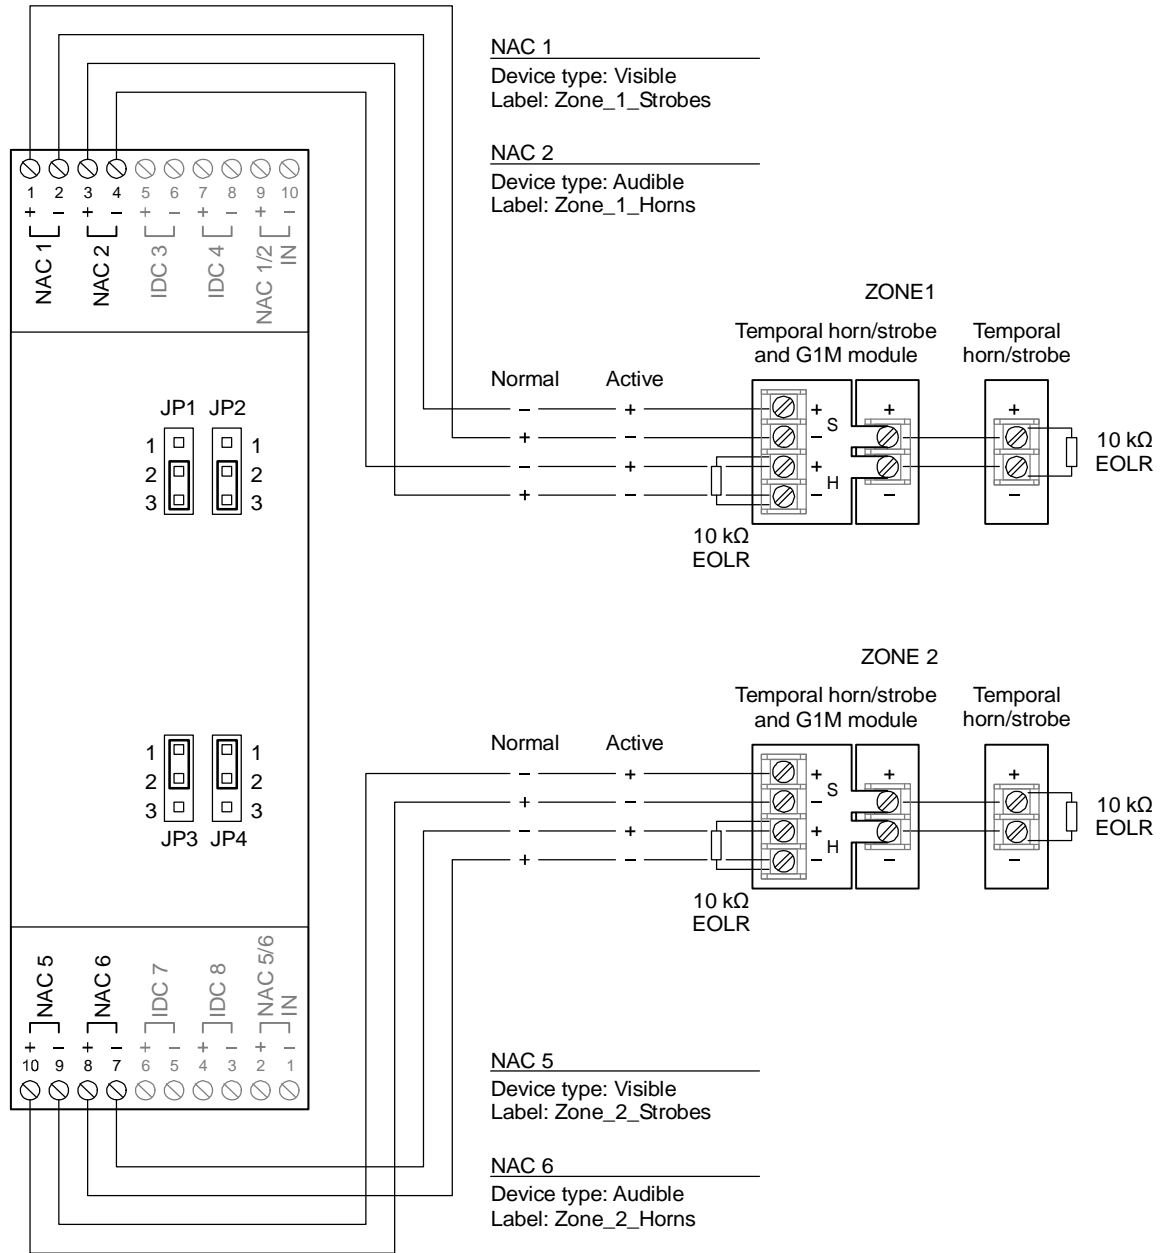 NAC 1
Device type: Visible
Label: Zone_1_Strobes
NAC 2
Device type: Audible
Label: Zone_1_Horns
1 2 3 4 5 6 7 8 9 10
+ − + − + − + − + −
NAC 1
NAC 2
IDC 3
IDC 4
NAC 1/2
IN
JP1 JP2
1 1
2 2
3 3
ZONE1
Temporal horn/strobe
and G1M module
Temporal
horn/strobe
Normal Active
− +
+ −
− +
+ −
+
S
−
+
H
−
+
−
+
−
10 kΩ
EOLR
10 kΩ
EOLR
ZONE 2
Temporal horn/strobe
and G1M module
Temporal
horn/strobe
Normal Active
− +
+ −
− +
+ −
+
S
−
+
H
−
+
−
+
−
10 kΩ
EOLR
10 kΩ
EOLR
1 1
2 2
3 3
JP3 JP4
NAC 5
NAC 6
IDC 7
IDC 8
NAC 5/6
IN
+ − + − + − + − + −
10 9 8 7 6 5 4 3 2 1
NAC 5
Device type: Visible
Label: Zone_2_Strobes
NAC 6
Device type: Audible
Label: Zone_2_Horns